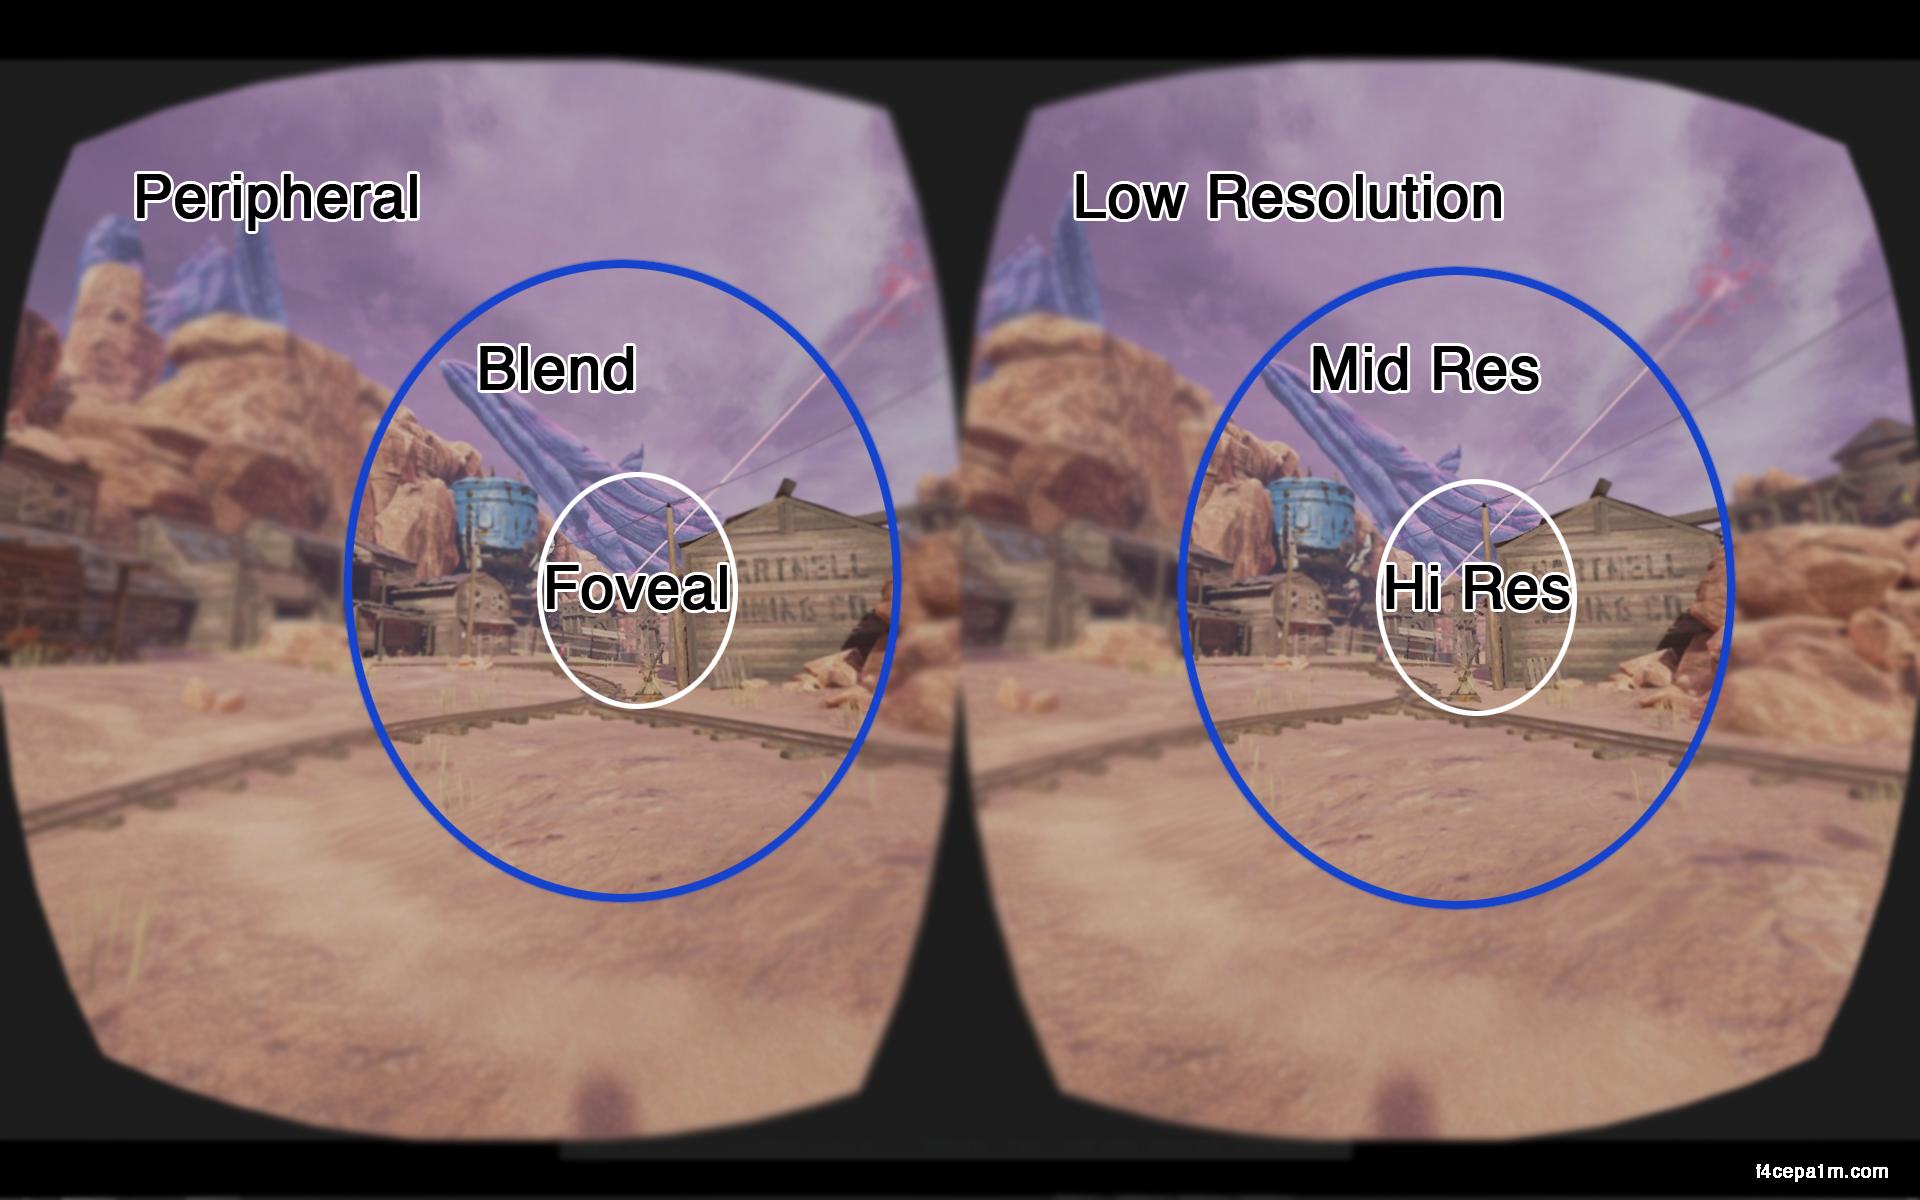 Peripheral
Low Resolution
Blend
Mid Res
Foveal
Hi Res
f4cepa1m.com